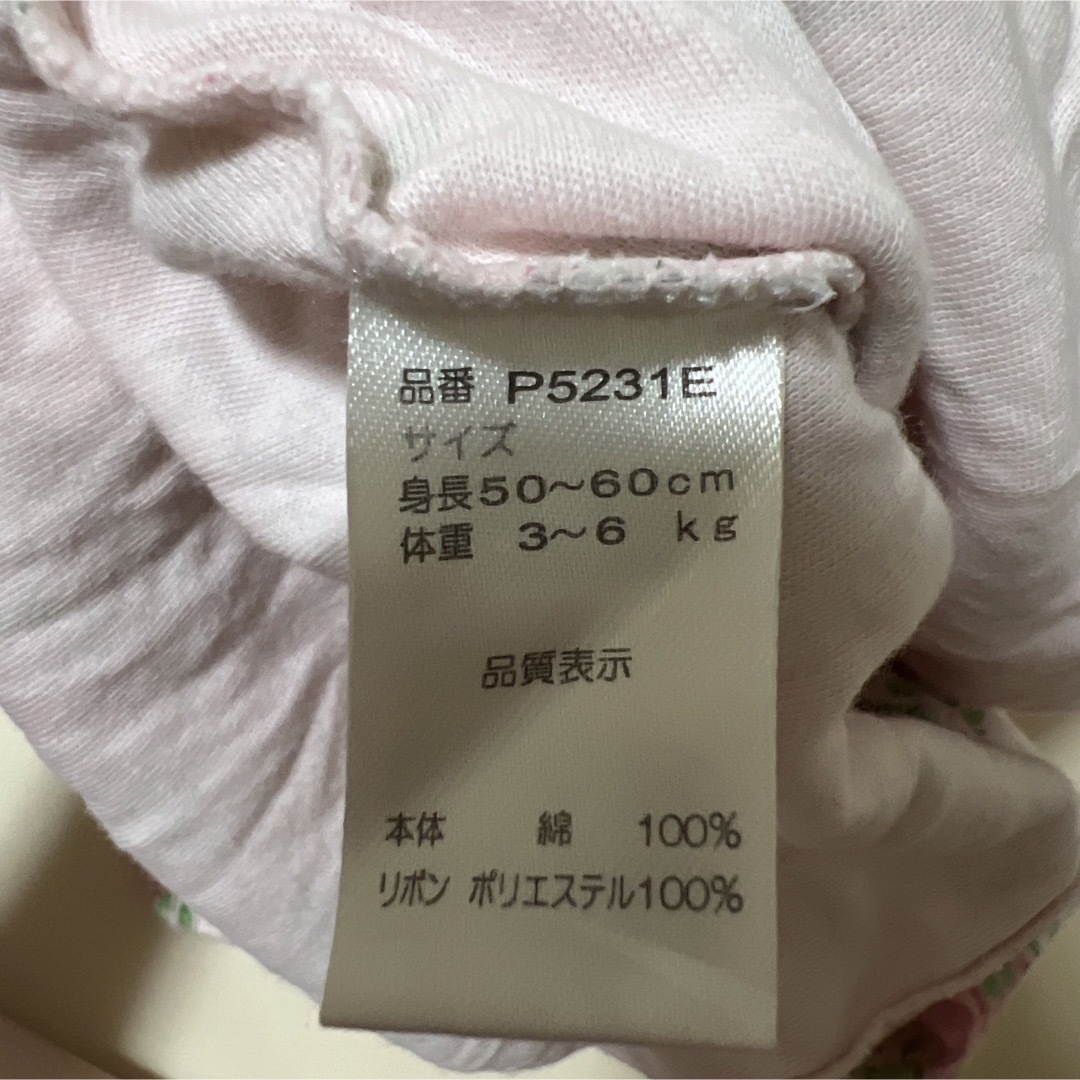 品番 P5231E
サイズ
身長50～60cm
体重 3～6 kg
品質表示
本体 綿 100%
リボン ポリエステル100%